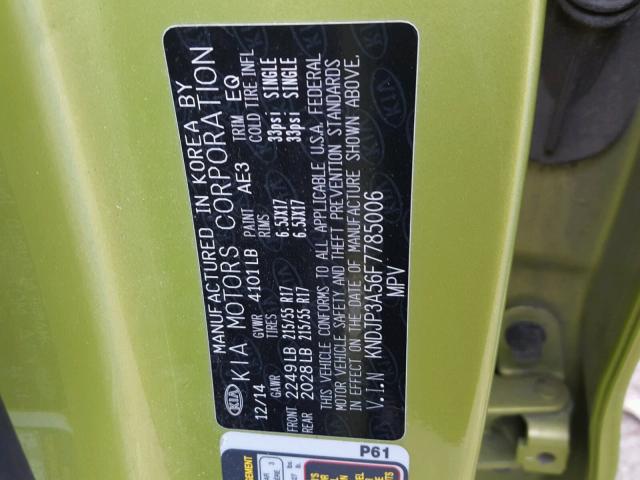 MANUFACTURED IN KOREA BY
KIA KIA MOTORS CORPORATION
12/14 GVWR 4101LB PAINT AE3 TRIM EQ
GAWR TIRES RIMS COLD TIRE INFL
FRONT 2249LB 215/55 R17 6.5JX17 33psi SINGLE
REAR 2028LB 215/55 R17 6.5JX17 33psi SINGLE
THIS VEHICLE CONFORMS TO ALL APPLICABLE U.S.A. FEDERAL
MOTOR VEHICLE SAFETY AND THEFT PREVENTION STANDARDS
IN EFFECT ON THE DATE OF MANUFACTURE SHOWN ABOVE.
V.I.N KNDJP3A56F7785006
MPV
P61